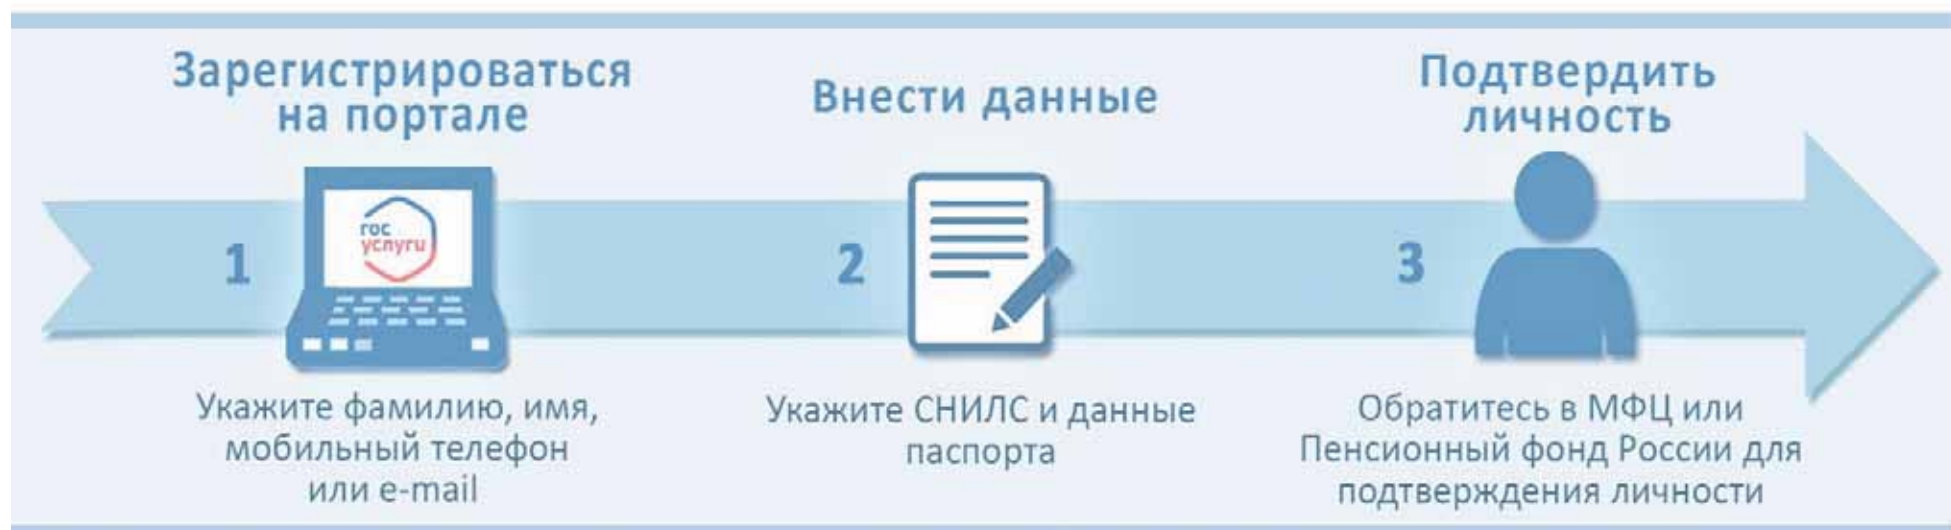 Зарегистрироваться
на портале
Внести данные
Подтвердить
личность
1
гос
услуги
2
3
Укажите фамилию, имя,
мобильный телефон
или e-mail
Укажите СНИЛС и данные
паспорта
Обратитесь в МФЦ или
Пенсионный фонд России для
подтверждения личности